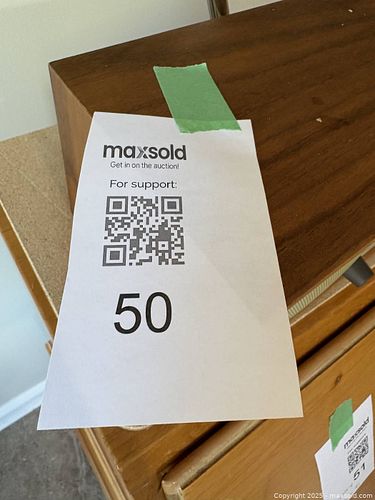 maxsold
Get in on the auction!
For support:
50
maxsold
51
Copyright 2025 - maxsold.com